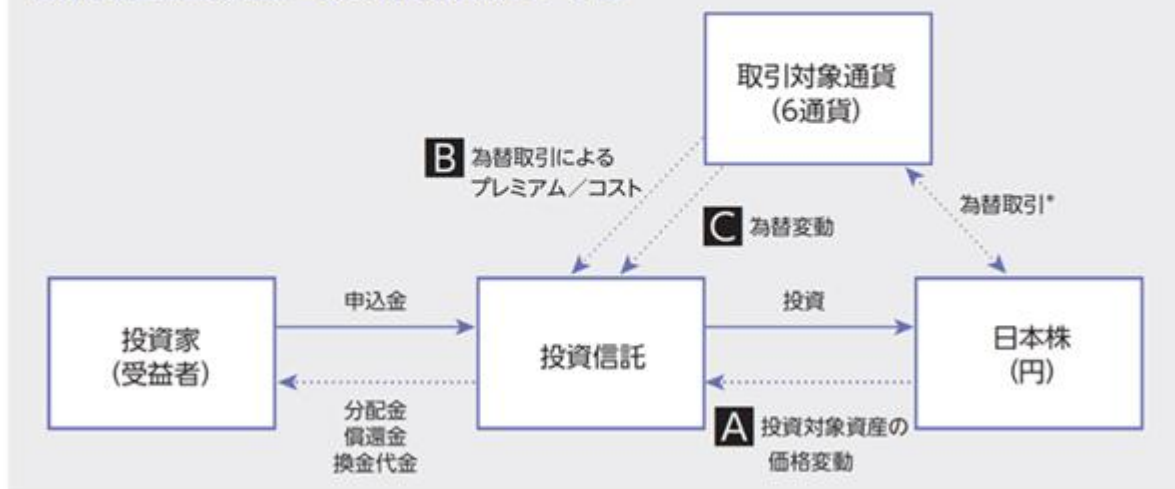 取引対象通貨
(6通貨)
B 為替取引による
プレミアム／コスト
為替取引*
C 為替変動
申込金
投資
投資家
(受益者)
投資信託
日本株
(円)
分配金
償還金
換金代金
A 投資対象資産の
価格変動